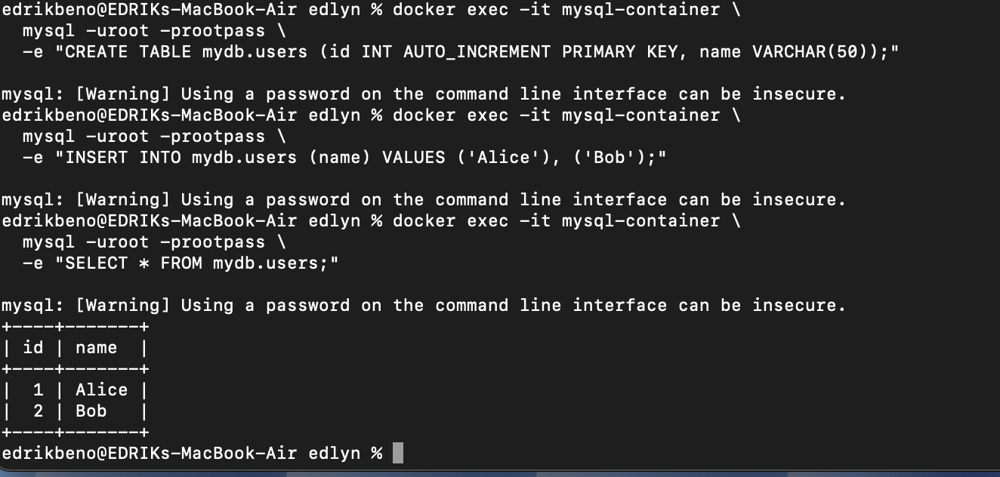 edrikbeno@EDRIKs-MacBook-Air edlyn % docker exec -it mysql-container \
  mysql -uroot -prootpass \
  -e "CREATE TABLE mydb.users (id INT AUTO_INCREMENT PRIMARY KEY, name VARCHAR(50));"

mysql: [Warning] Using a password on the command line interface can be insecure.
edrikbeno@EDRIKs-MacBook-Air edlyn % docker exec -it mysql-container \
  mysql -uroot -prootpass \
  -e "INSERT INTO mydb.users (name) VALUES ('Alice'), ('Bob');"

mysql: [Warning] Using a password on the command line interface can be insecure.
edrikbeno@EDRIKs-MacBook-Air edlyn % docker exec -it mysql-container \
  mysql -uroot -prootpass \
  -e "SELECT * FROM mydb.users;"

mysql: [Warning] Using a password on the command line interface can be insecure.
+----+-------+
| id | name  |
+----+-------+
|  1 | Alice |
|  2 | Bob   |
+----+-------+
edrikbeno@EDRIKs-MacBook-Air edlyn %